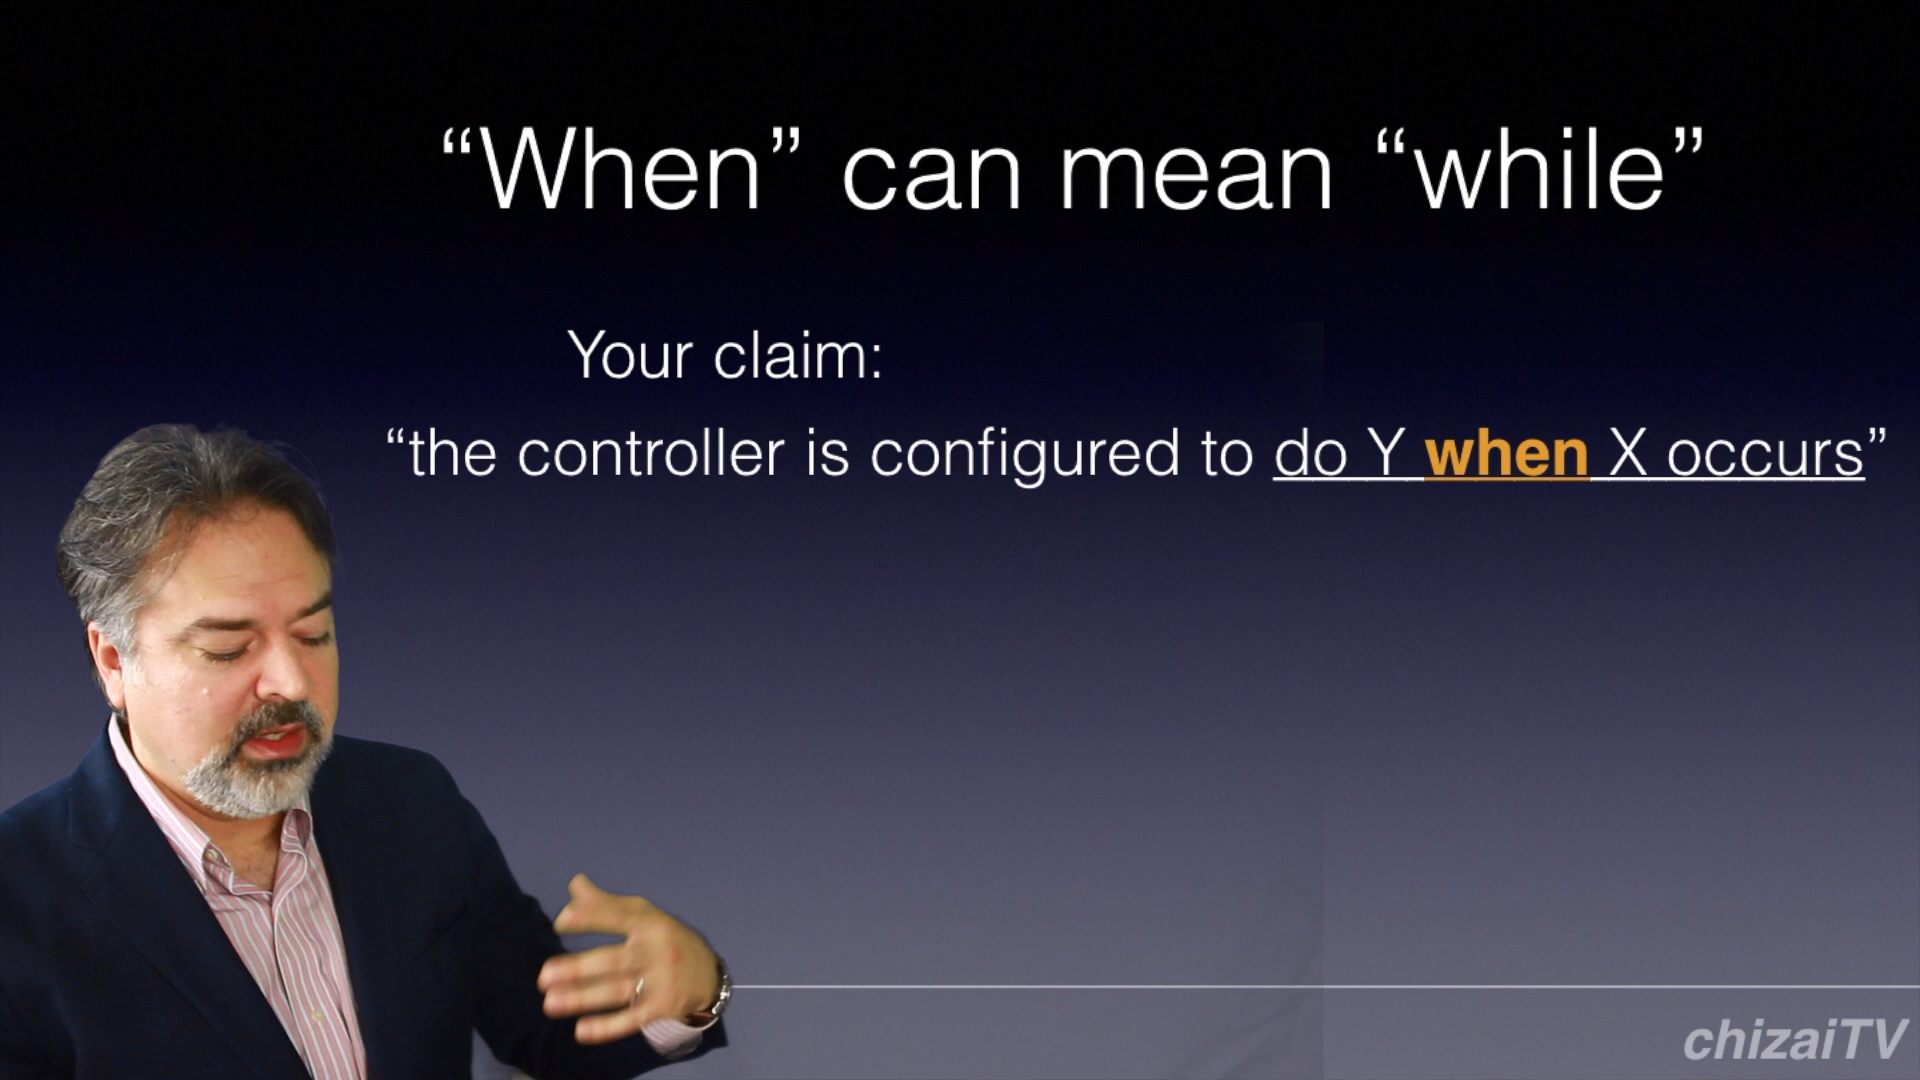 “When” can mean “while”
Your claim:
“the controller is configured to do Y when X occurs”
chizaiTV